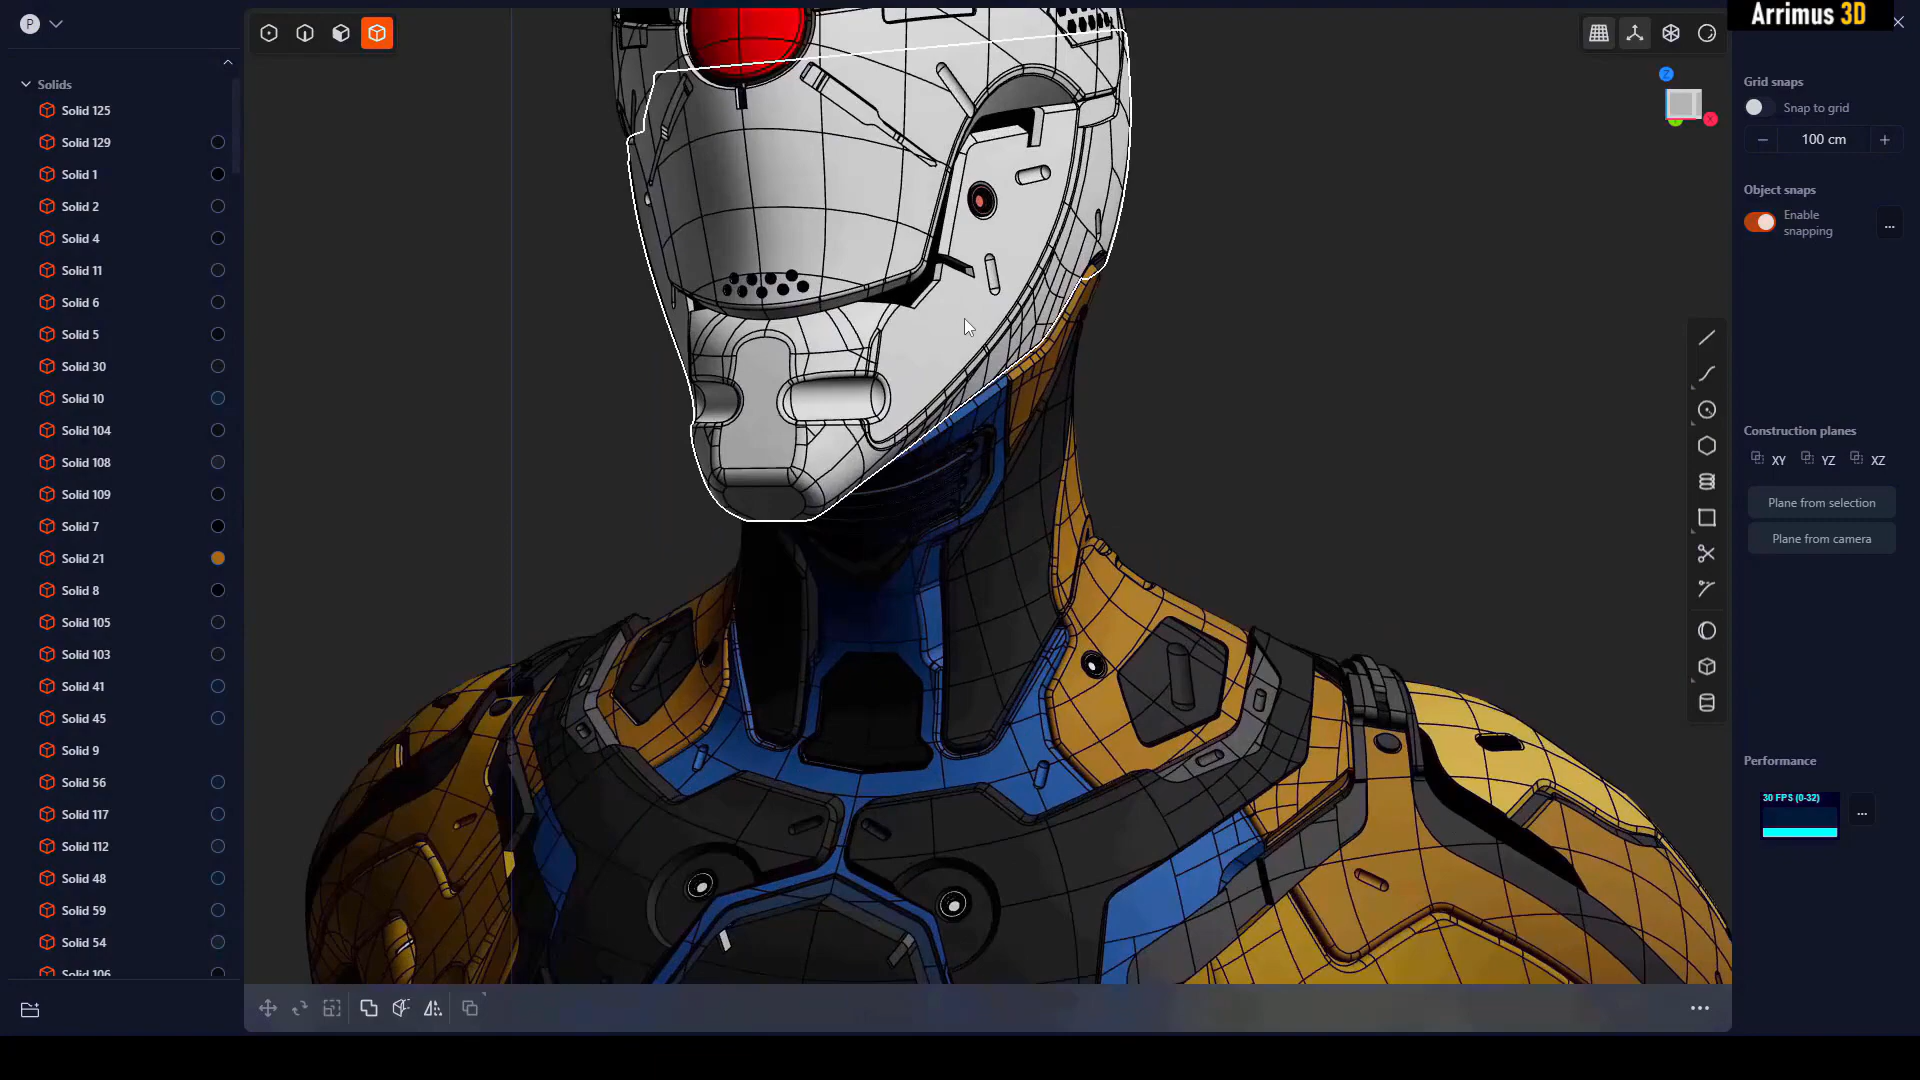 P
Solids
Solid 125
Solid 129
Solid 1
Solid 2
Solid 4
Solid 11
Solid 6
Solid 5
Solid 30
Solid 10
Solid 104
Solid 108
Solid 109
Solid 7
Solid 21
Solid 8
Solid 105
Solid 103
Solid 41
Solid 45
Solid 9
Solid 56
Solid 117
Solid 112
Solid 48
Solid 59
Solid 54
Solid 106
Arrimus 3D
Z
X
Grid snaps
Snap to grid
100 cm
Object snaps
Enable
snapping
Construction planes
XY YZ XZ
Plane from selection
Plane from camera
Performance
30 FPS (0-32)